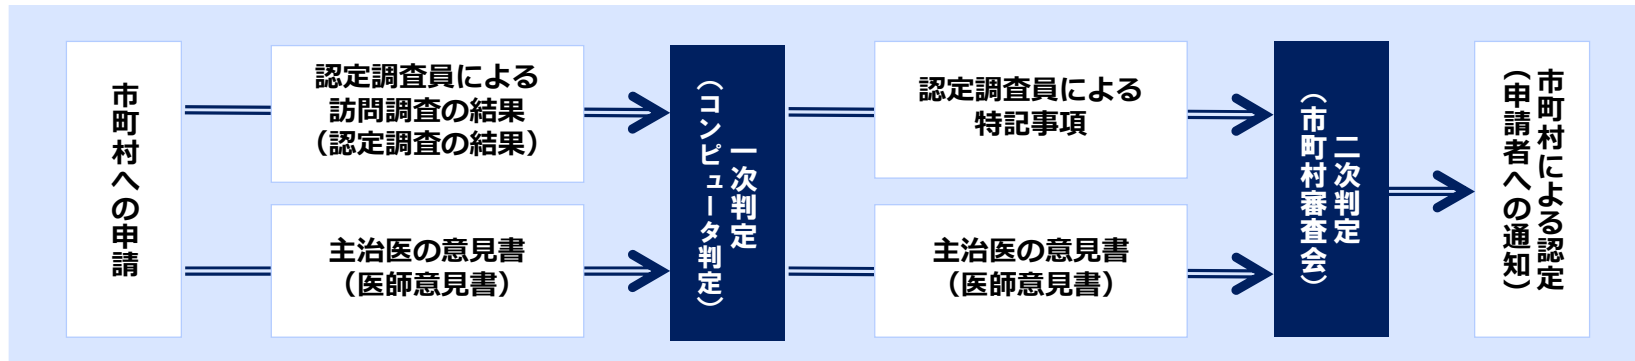 市町村への申請
認定調査員による
訪問調査の結果
（認定調査の結果）
主治医の意見書
（医師意見書）
一次判定
（コンピュータ判定）
認定調査員による
特記事項
主治医の意見書
（医師意見書）
二次判定
（市町村審査会）
市町村による認定
（申請者への通知）